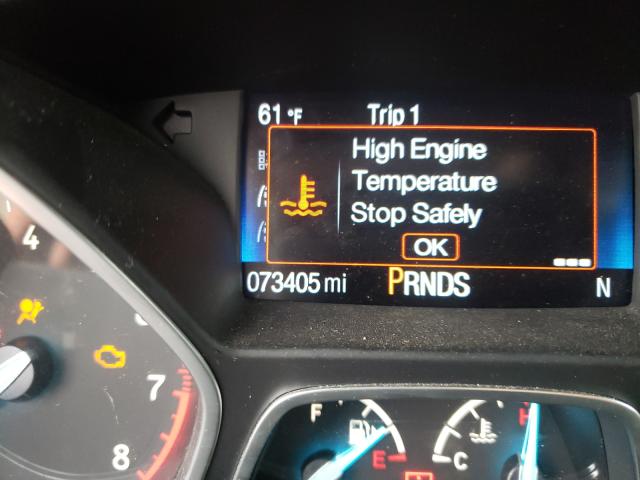 61 °F Trip 1
High Engine
Temperature
Stop Safely
OK
073405 mi PRNDS N
4
7
8
F
E
C
H